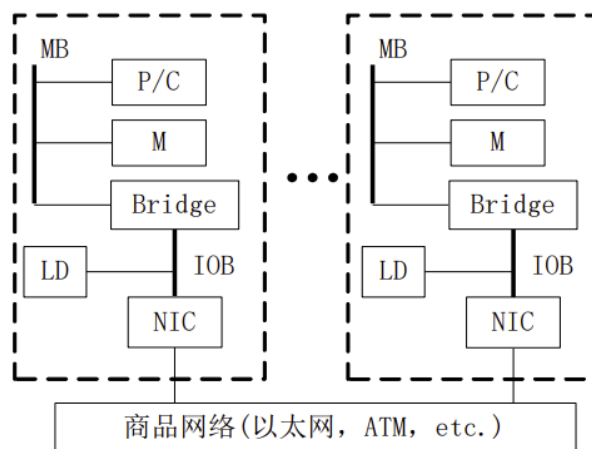 MB
P/C
M
Bridge
LD
IOB
NIC
MB
P/C
M
Bridge
LD
IOB
NIC
商品网络(以太网，ATM，etc.)